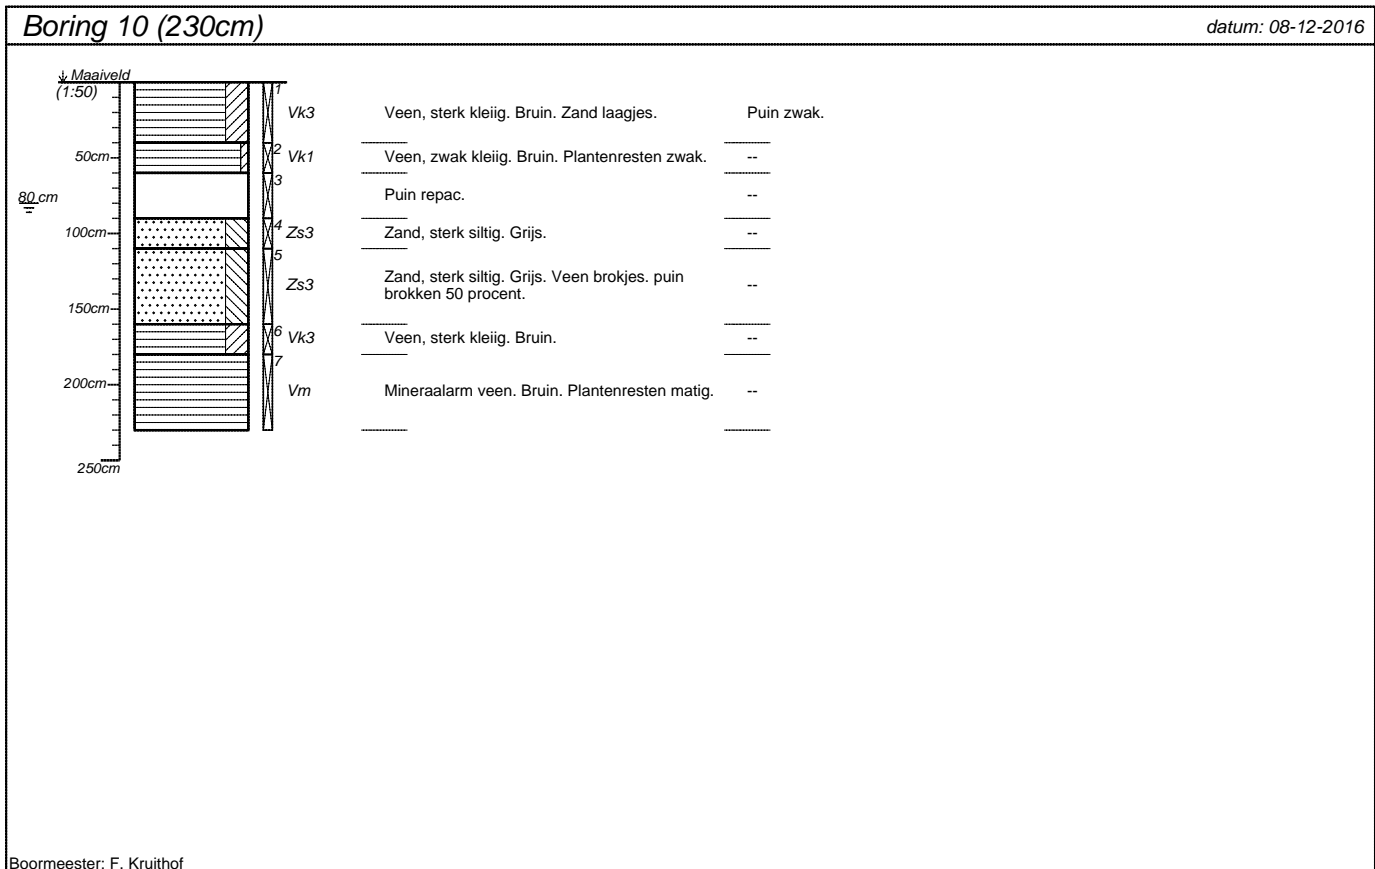 Boring 10 (230cm)
datum: 08-12-2016
Maaiveld
(1:50)
1
Vk3
Veen, sterk kleiig. Bruin. Zand laagjes.
Puin zwak.
50cm
2
Vk1
Veen, zwak kleiig. Bruin. Plantenresten zwak.
--
3
80 cm
Puin repac.
--
100cm
4
Zs3
Zand, sterk siltig. Grijs.
--
5
Zs3
Zand, sterk siltig. Grijs. Veen brokjes. puin
brokken 50 procent.
--
150cm
6
Vk3
Veen, sterk kleiig. Bruin.
--
7
200cm
Vm
Mineraalarm veen. Bruin. Plantenresten matig.
--
250cm
Boormeester: F. Kruithof